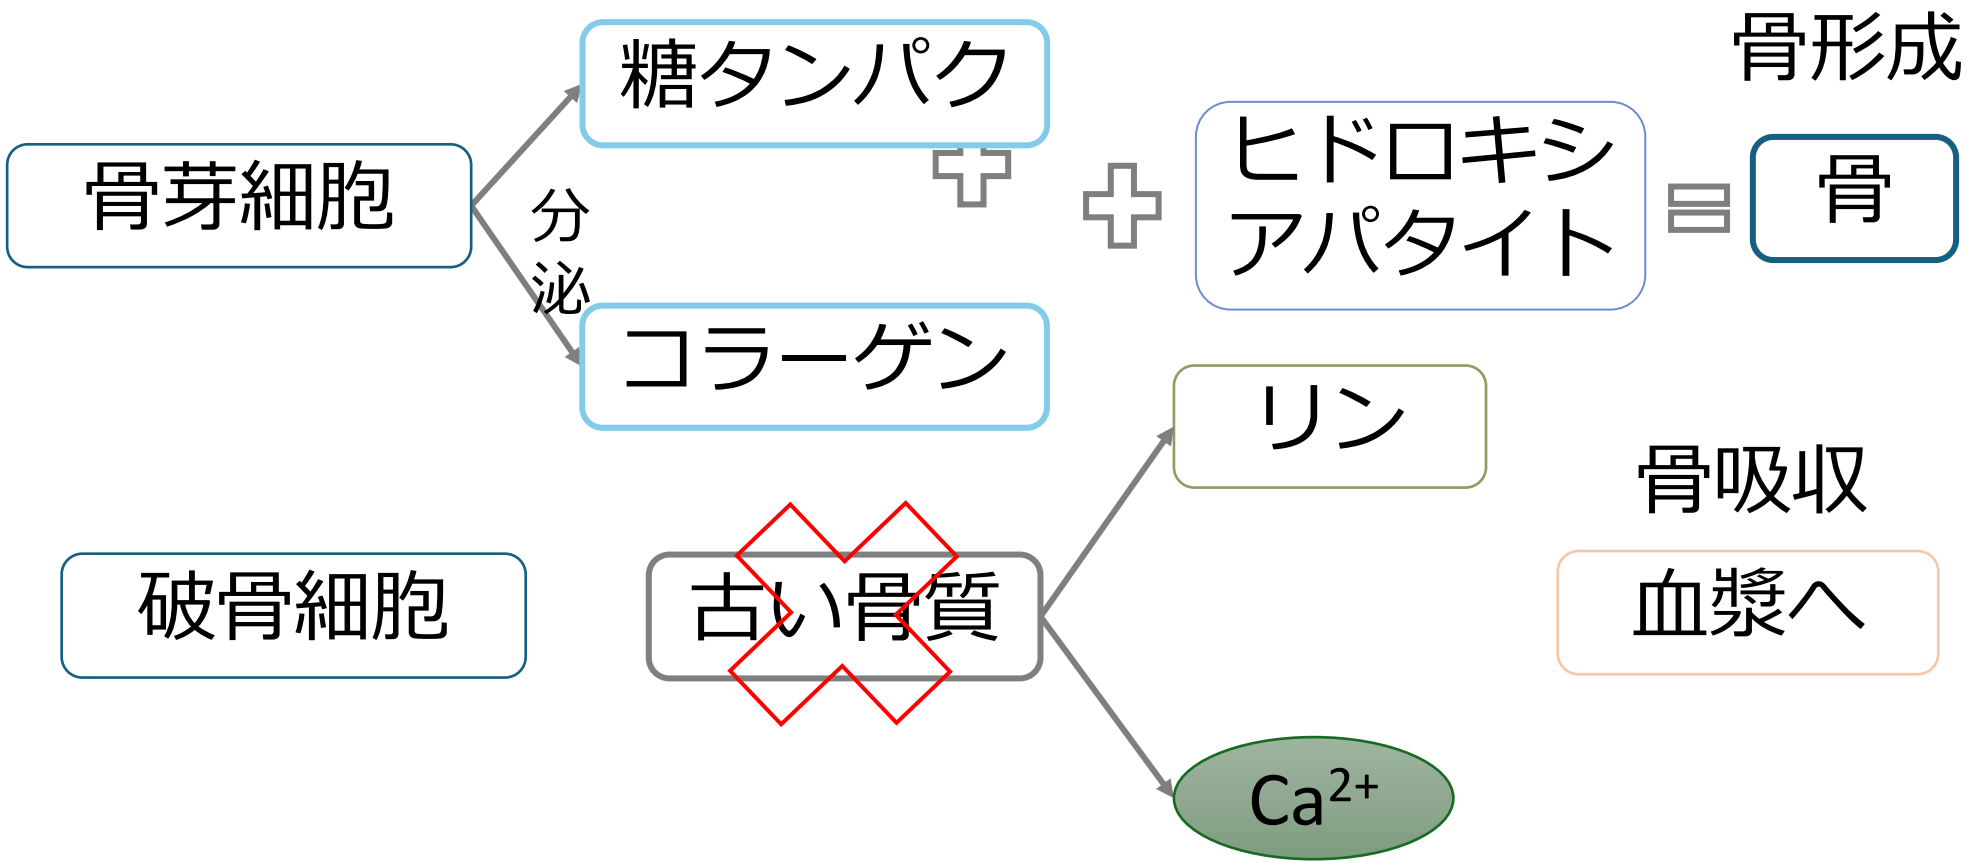 骨形成
糖タンパク
骨芽細胞
ヒドロキシ
アパタイト
骨
分
泌
コラーゲン
リン
骨吸収
破骨細胞
古い骨質
血漿へ
Ca²⁺